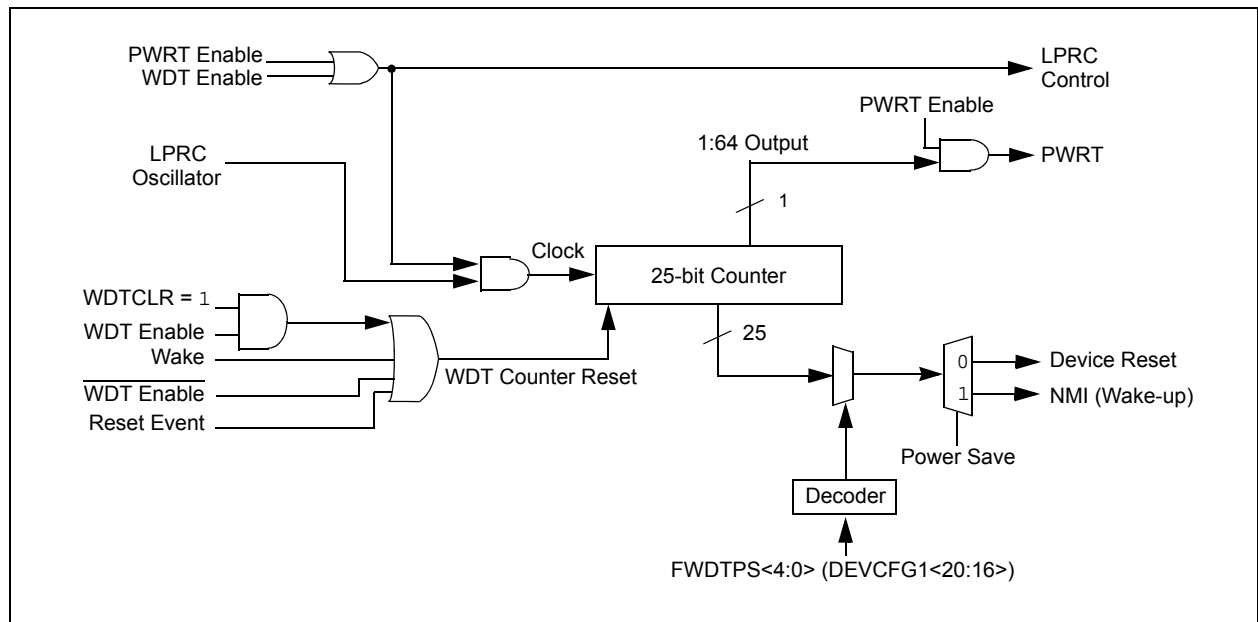 PWRT Enable
WDT Enable
LPRC
Control
PWRT Enable
1:64 Output
PWRT
LPRC
Oscillator
1
Clock
25-bit Counter
WDTCLR = 1
WDT Enable
Wake
WDT Enable
Reset Event
WDT Counter Reset
25
0
1
Device Reset
NMI (Wake-up)
Power Save
Decoder
FWDTPS<4:0> (DEVCFG1<20:16>)